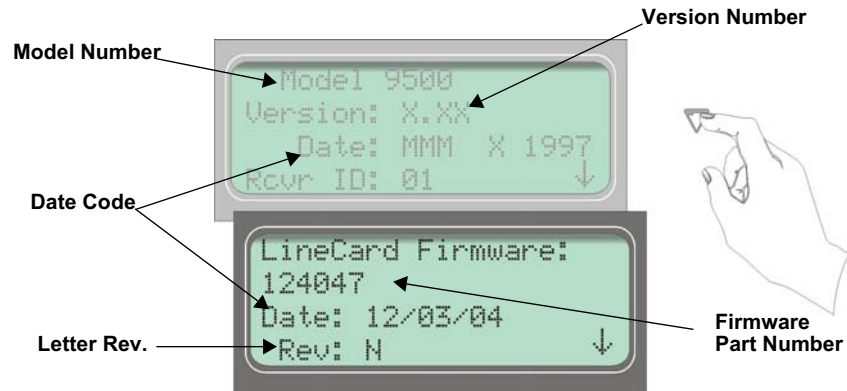 Version Number
Model Number
Model 9500
Version: X.XX
Date: MMM X 1997
Rcvr ID: 01 ↓
Date Code
LineCard Firmware:
124047
Date: 12/03/04
Rev: N ↓
Letter Rev.
Firmware
Part Number